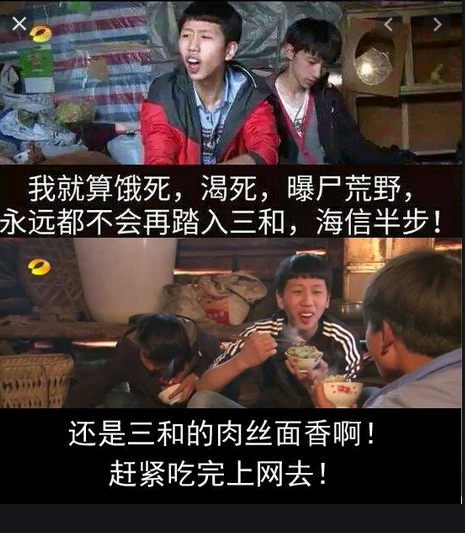 我就算饿死，渴死，曝尸荒野，
永远都不会再踏入三和，海信半步！
还是三和的肉丝面香啊！
赶紧吃完上网去！